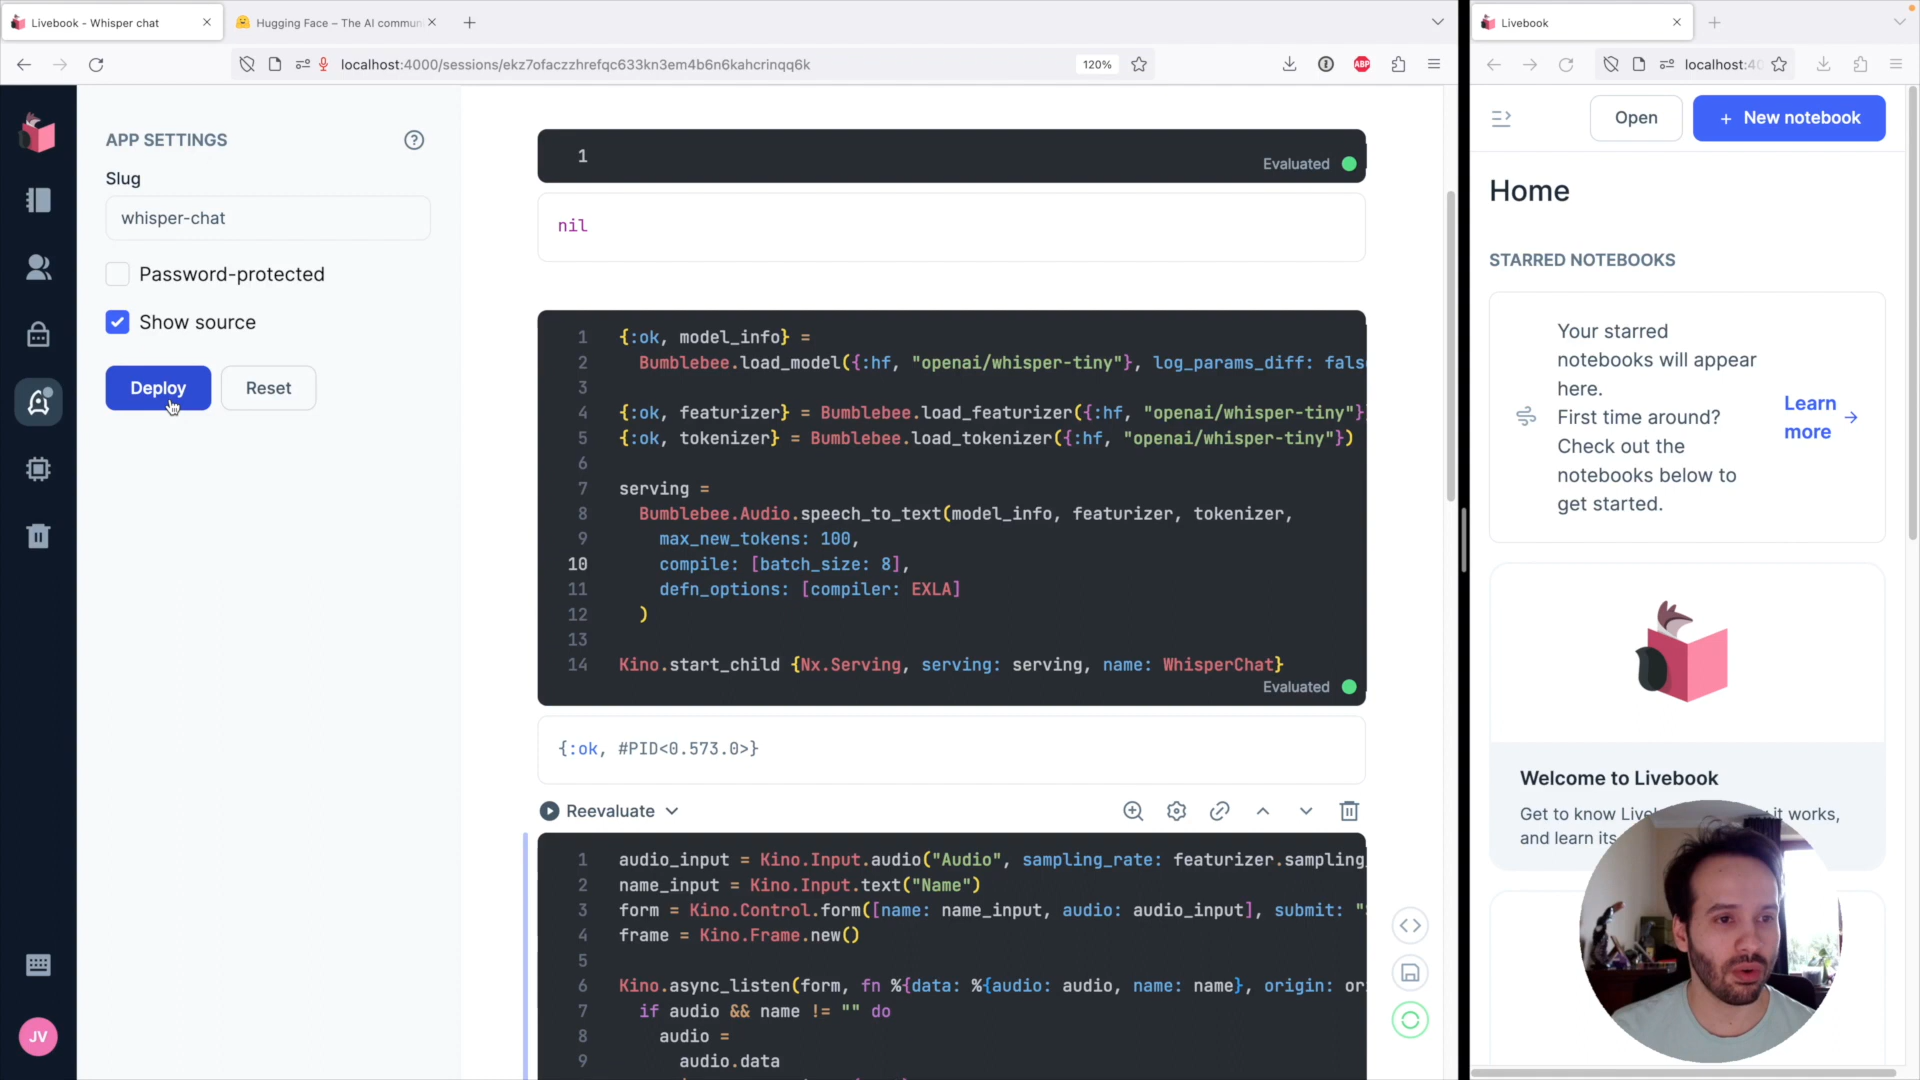 Livebook - Whisper chat
Hugging Face – The AI commun
localhost:4000/sessions/ekz7ofaczzhrefqc633kn3em4b6n6kahcrinqq6k
120%
ABP
APP SETTINGS
Slug
whisper-chat
Password-protected
Show source
Deploy
Reset
JV
1
Evaluated
nil
1 {:ok, model_info} =
2 Bumblebee.load_model({:hf, "openai/whisper-tiny"}, log_params_diff: fals
3
4 {:ok, featurizer} = Bumblebee.load_featurizer({:hf, "openai/whisper-tiny"}
5 {:ok, tokenizer} = Bumblebee.load_tokenizer({:hf, "openai/whisper-tiny"})
6
7 serving =
8 Bumblebee.Audio.speech_to_text(model_info, featurizer, tokenizer,
9 max_new_tokens: 100,
10 compile: [batch_size: 8],
11 defn_options: [compiler: EXLA]
12 )
13
14 Kino.start_child {Nx.Serving, serving: serving, name: WhisperChat}
Evaluated
{:ok, #PID<0.573.0>}
Reevaluate
1 audio_input = Kino.Input.audio("Audio", sampling_rate: featurizer.sampling
2 name_input = Kino.Input.text("Name")
3 form = Kino.Control.form([name: name_input, audio: audio_input], submit: "
4 frame = Kino.Frame.new()
5
6 Kino.async_listen(form, fn %{data: %{audio: audio, name: name}, origin: or
7 if audio && name != "" do
8 audio =
9 audio.data
Livebook
localhost:40
Open
+ New notebook
Home
STARRED NOTEBOOKS
Your starred
notebooks will appear
here.
First time around?
Check out the
notebooks below to
get started.
Learn
more
Welcome to Livebook
Get to know Live it works,
and learn its